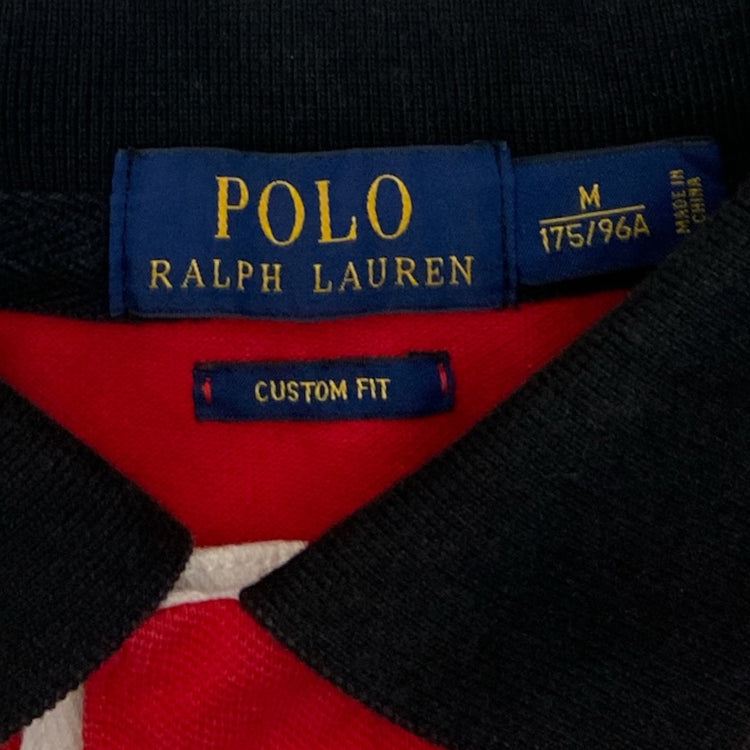 POLO
RALPH LAUREN
M
175/96A
MADE IN
CHINA
CUSTOM FIT